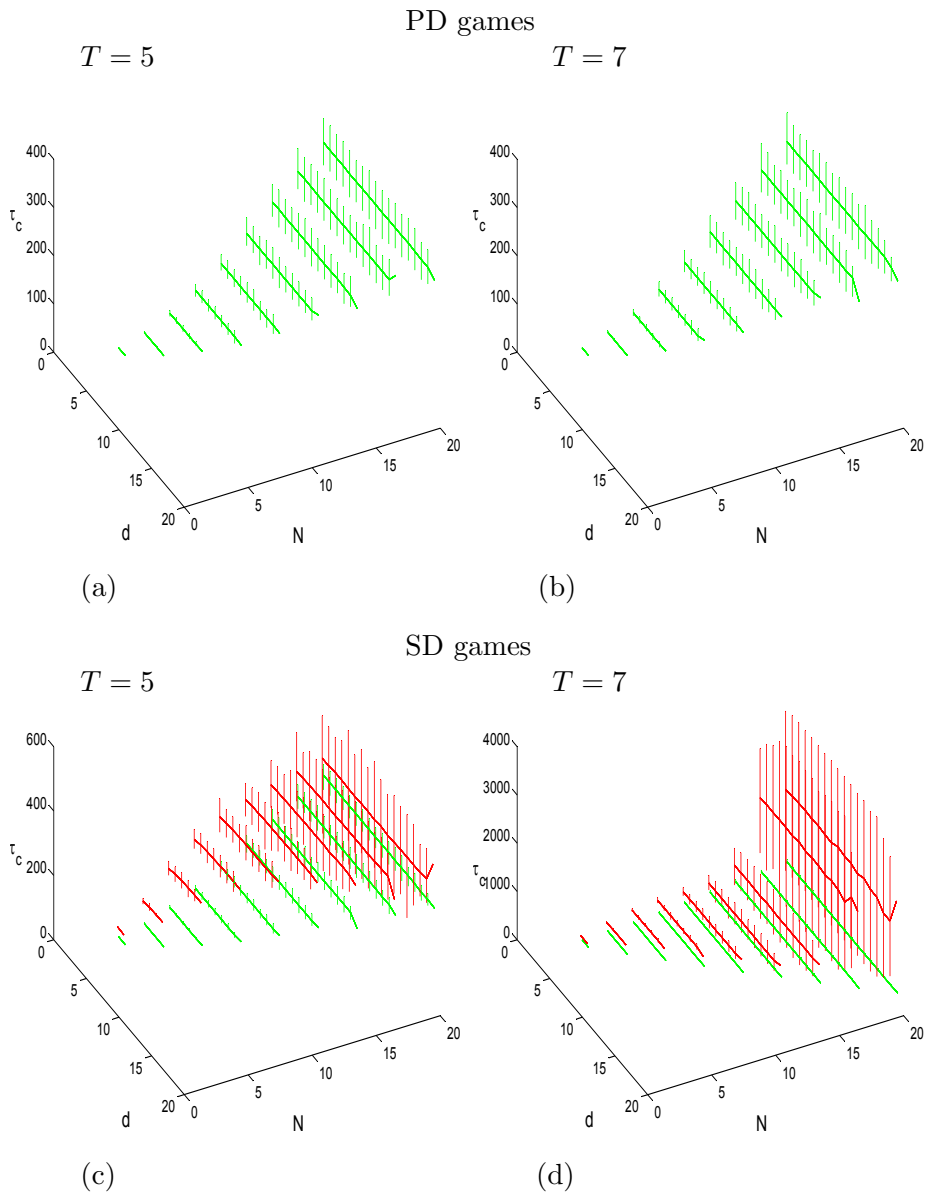 PD games
T = 5 T = 7
400 400
300 300
τc τc
200 200
100 100
0 0
0 0
5 5
10 10
15 15
20 20
d d
0 5 10 15 20 0 5 10 15 20
N N
(a) (b)
SD games
T = 5 T = 7
600 4000
400 3000
2000
τc τc
200 1000
0 0
0 0
5 5
10 10
15 15
20 20
d d
0 5 10 15 20 0 5 10 15 20
N N
(c) (d)